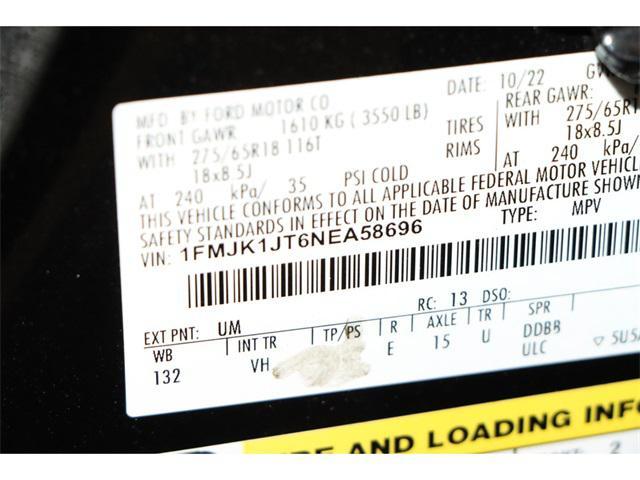 MFD BY FORD MOTOR CO
DATE: 10/22
FRONT GAWR 1610 KG ( 3550 LB)
REAR GAWR:
WITH 275/65R18 116T TIRES WITH 275/65R1
18x8.5J RIMS 18x8.5J
AT 240 kPa/ 35 PSI COLD AT 240 kPa/
THIS VEHICLE CONFORMS TO ALL APPLICABLE FEDERAL MOTOR VEHICLE
SAFETY STANDARDS IN EFFECT ON THE DATE OF MANUFACTURE SHOWN
VIN: 1FMJK1JT6NEA58696 TYPE: MPV
RC: 13 DSO:
EXT PNT: UM
WB INT TR TP/PS R AXLE TR SPR
132 VH E 15 U DDBB
ULC
AND LOADING INFO
2